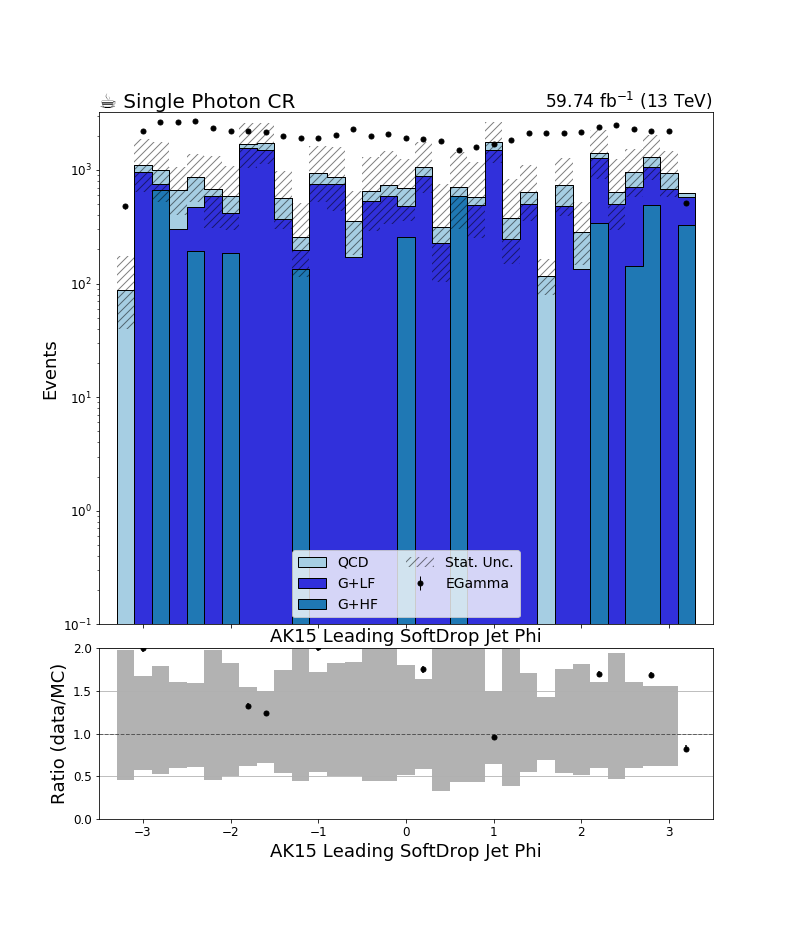 ☕ Single Photon CR
59.74 fb⁻¹ (13 TeV)
Events
10³
10²
10¹
10⁰
10⁻¹
QCD
G+LF
G+HF
Stat. Unc.
EGamma
AK15 Leading SoftDrop Jet Phi
Ratio (data/MC)
2.0
1.5
1.0
0.5
0.0
−3 −2 −1 0 1 2 3
AK15 Leading SoftDrop Jet Phi